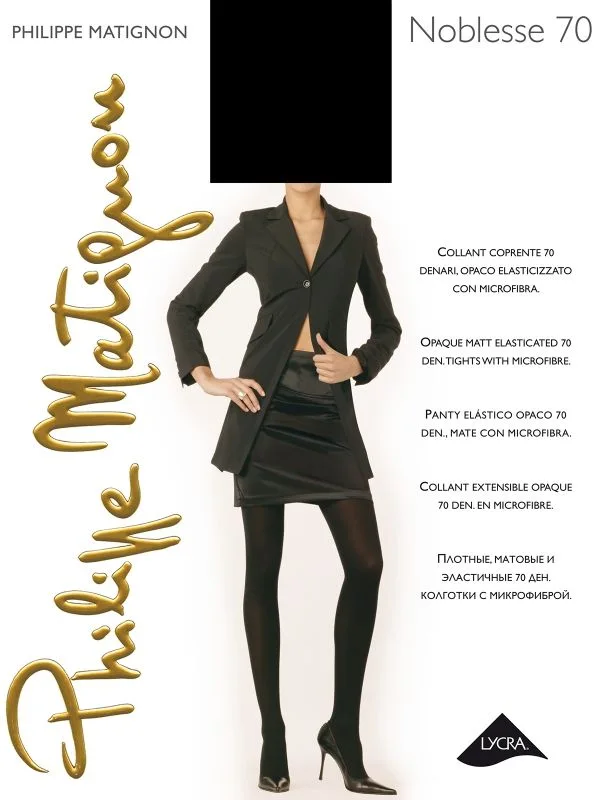 PHILIPPE MATIGNON
Noblesse 70
Philippe Matignon
COLLANT COPRENTE 70
DENARI, OPACO ELASTICIZZATO
CON MICROFIBRA.
OPAQUE MATT ELASTICATED 70
DEN.TIGHTS WITH MICROFIBRE.
PANTY ELÁSTICO OPACO 70
DEN., MATE CON MICROFIBRA.
COLLANT EXTENSIBLE OPAQUE
70 DEN. EN MICROFIBRE.
ПЛОТНЫЕ, МАТОВЫЕ И
ЭЛАСТИЧНЫЕ 70 ДЕН.
КОЛГОТКИ С МИКРОФИБРОЙ.
LYCRA